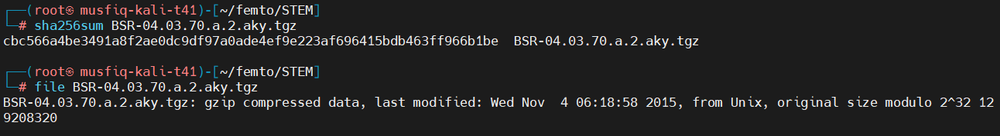 ┌──(root㉿ musfiq-kali-t41)-[~/femto/STEM]
└─# sha256sum BSR-04.03.70.a.2.aky.tgz
cbc566a4be3491a8f2ae0dc9df97a0ade4ef9e223af696415bdb463ff966b1be  BSR-04.03.70.a.2.aky.tgz
┌──(root㉿ musfiq-kali-t41)-[~/femto/STEM]
└─# file BSR-04.03.70.a.2.aky.tgz
BSR-04.03.70.a.2.aky.tgz: gzip compressed data, last modified: Wed Nov  4 06:18:58 2015, from Unix, original size modulo 2^32 12
9208320